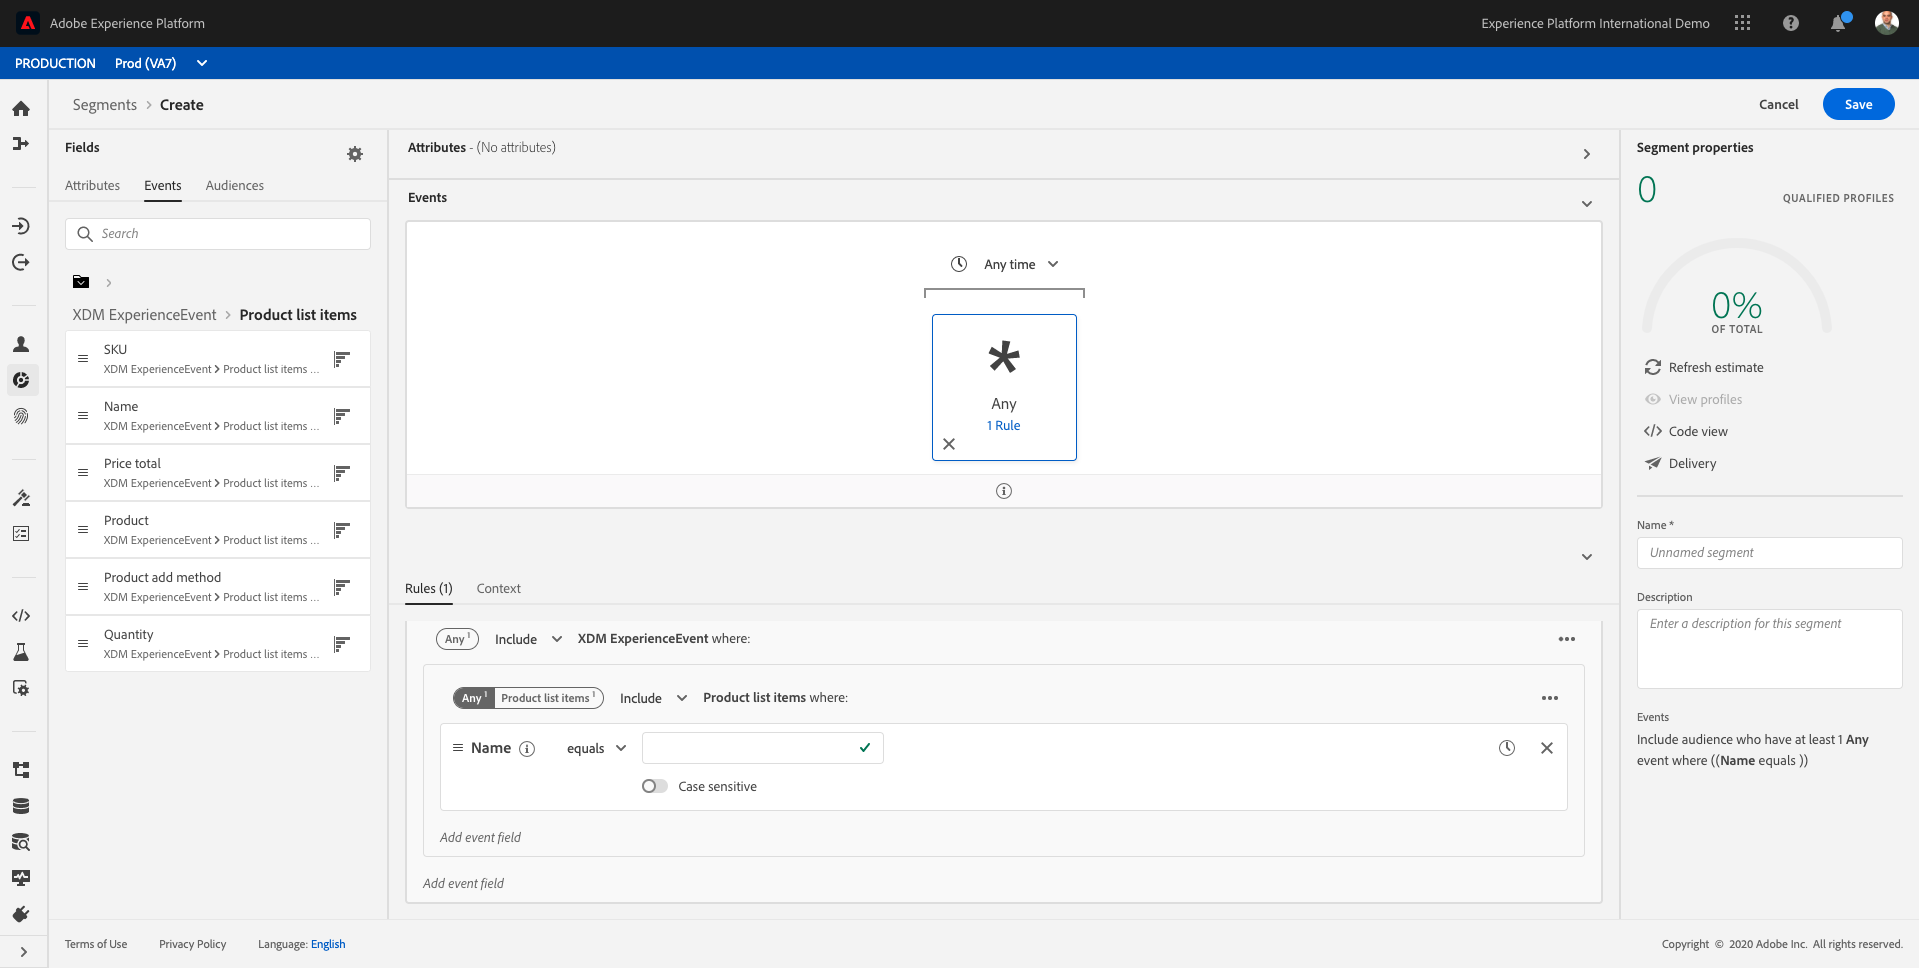 Adobe Experience Platform
Experience Platform International Demo
PRODUCTION Prod (VA7)
Segments > Create
Cancel
Save
Fields
Attributes Events Audiences
Search
XDM ExperienceEvent > Product list items
SKU
XDM ExperienceEvent > Product list items ...
Name
XDM ExperienceEvent > Product list items ...
Price total
XDM ExperienceEvent > Product list items ...
Product
XDM ExperienceEvent > Product list items ...
Product add method
XDM ExperienceEvent > Product list items ...
Quantity
XDM ExperienceEvent > Product list items ...
Attributes - (No attributes)
Events
Any time
*
Any
1 Rule
Rules (1) Context
Any 1 Include XDM ExperienceEvent where:
Any 1 Product list items 1 Include Product list items where:
Name equals
Case sensitive
Add event field
Add event field
Segment properties
0 QUALIFIED PROFILES
0%
OF TOTAL
Refresh estimate
View profiles
Code view
Delivery
Name *
Unnamed segment
Description
Enter a description for this segment
Events
Include audience who have at least 1 Any
event where ((Name equals ))
Terms of Use Privacy Policy Language: English
Copyright © 2020 Adobe Inc. All rights reserved.